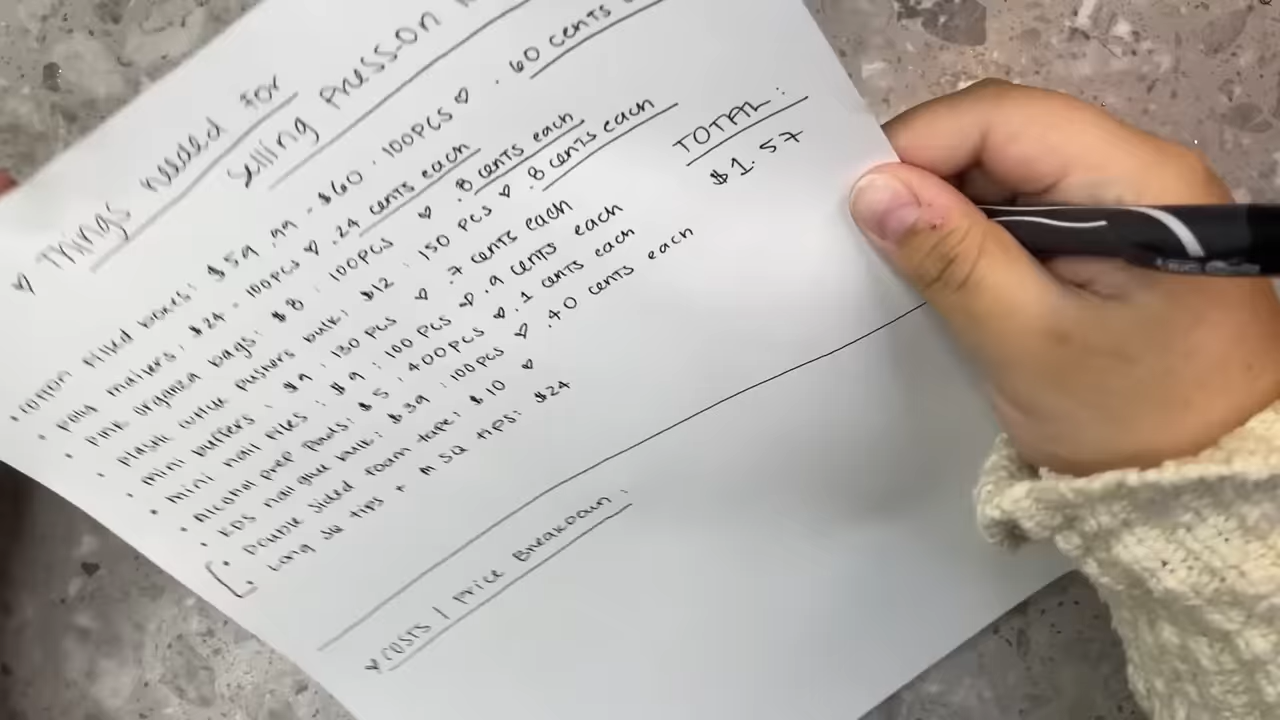 ♥ Things needed for
selling Press-on
• cotton filled boxes: $59.99 - $60 • 100PCS ♡ . 60 cents
• Poly mailers: $24 - 100PCS ♡ .24 cents each
• Pink organza bags: $8 : 100PCS ♡ .8 cents each
• Plastic cuticle pushers bulk: $12 : 150 PCS ♡ .8 cents each
• mini buffers : $9 : 130 PCS ♡ .7 cents each
• mini nail files : $9 : 100 PCS ♡ .9 cents each
• Alcohol prep Pads: $5 : 400PCS ♡ .1 cents each
• KDS nail glue bulk: $39 : 100PCS ♡ .40 cents each
• Double sided foam tape: $10 ♡
• Long SQ tips + M SQ tips: $24
TOTAL:
$1.57
♥ Costs / Price Breakdown: